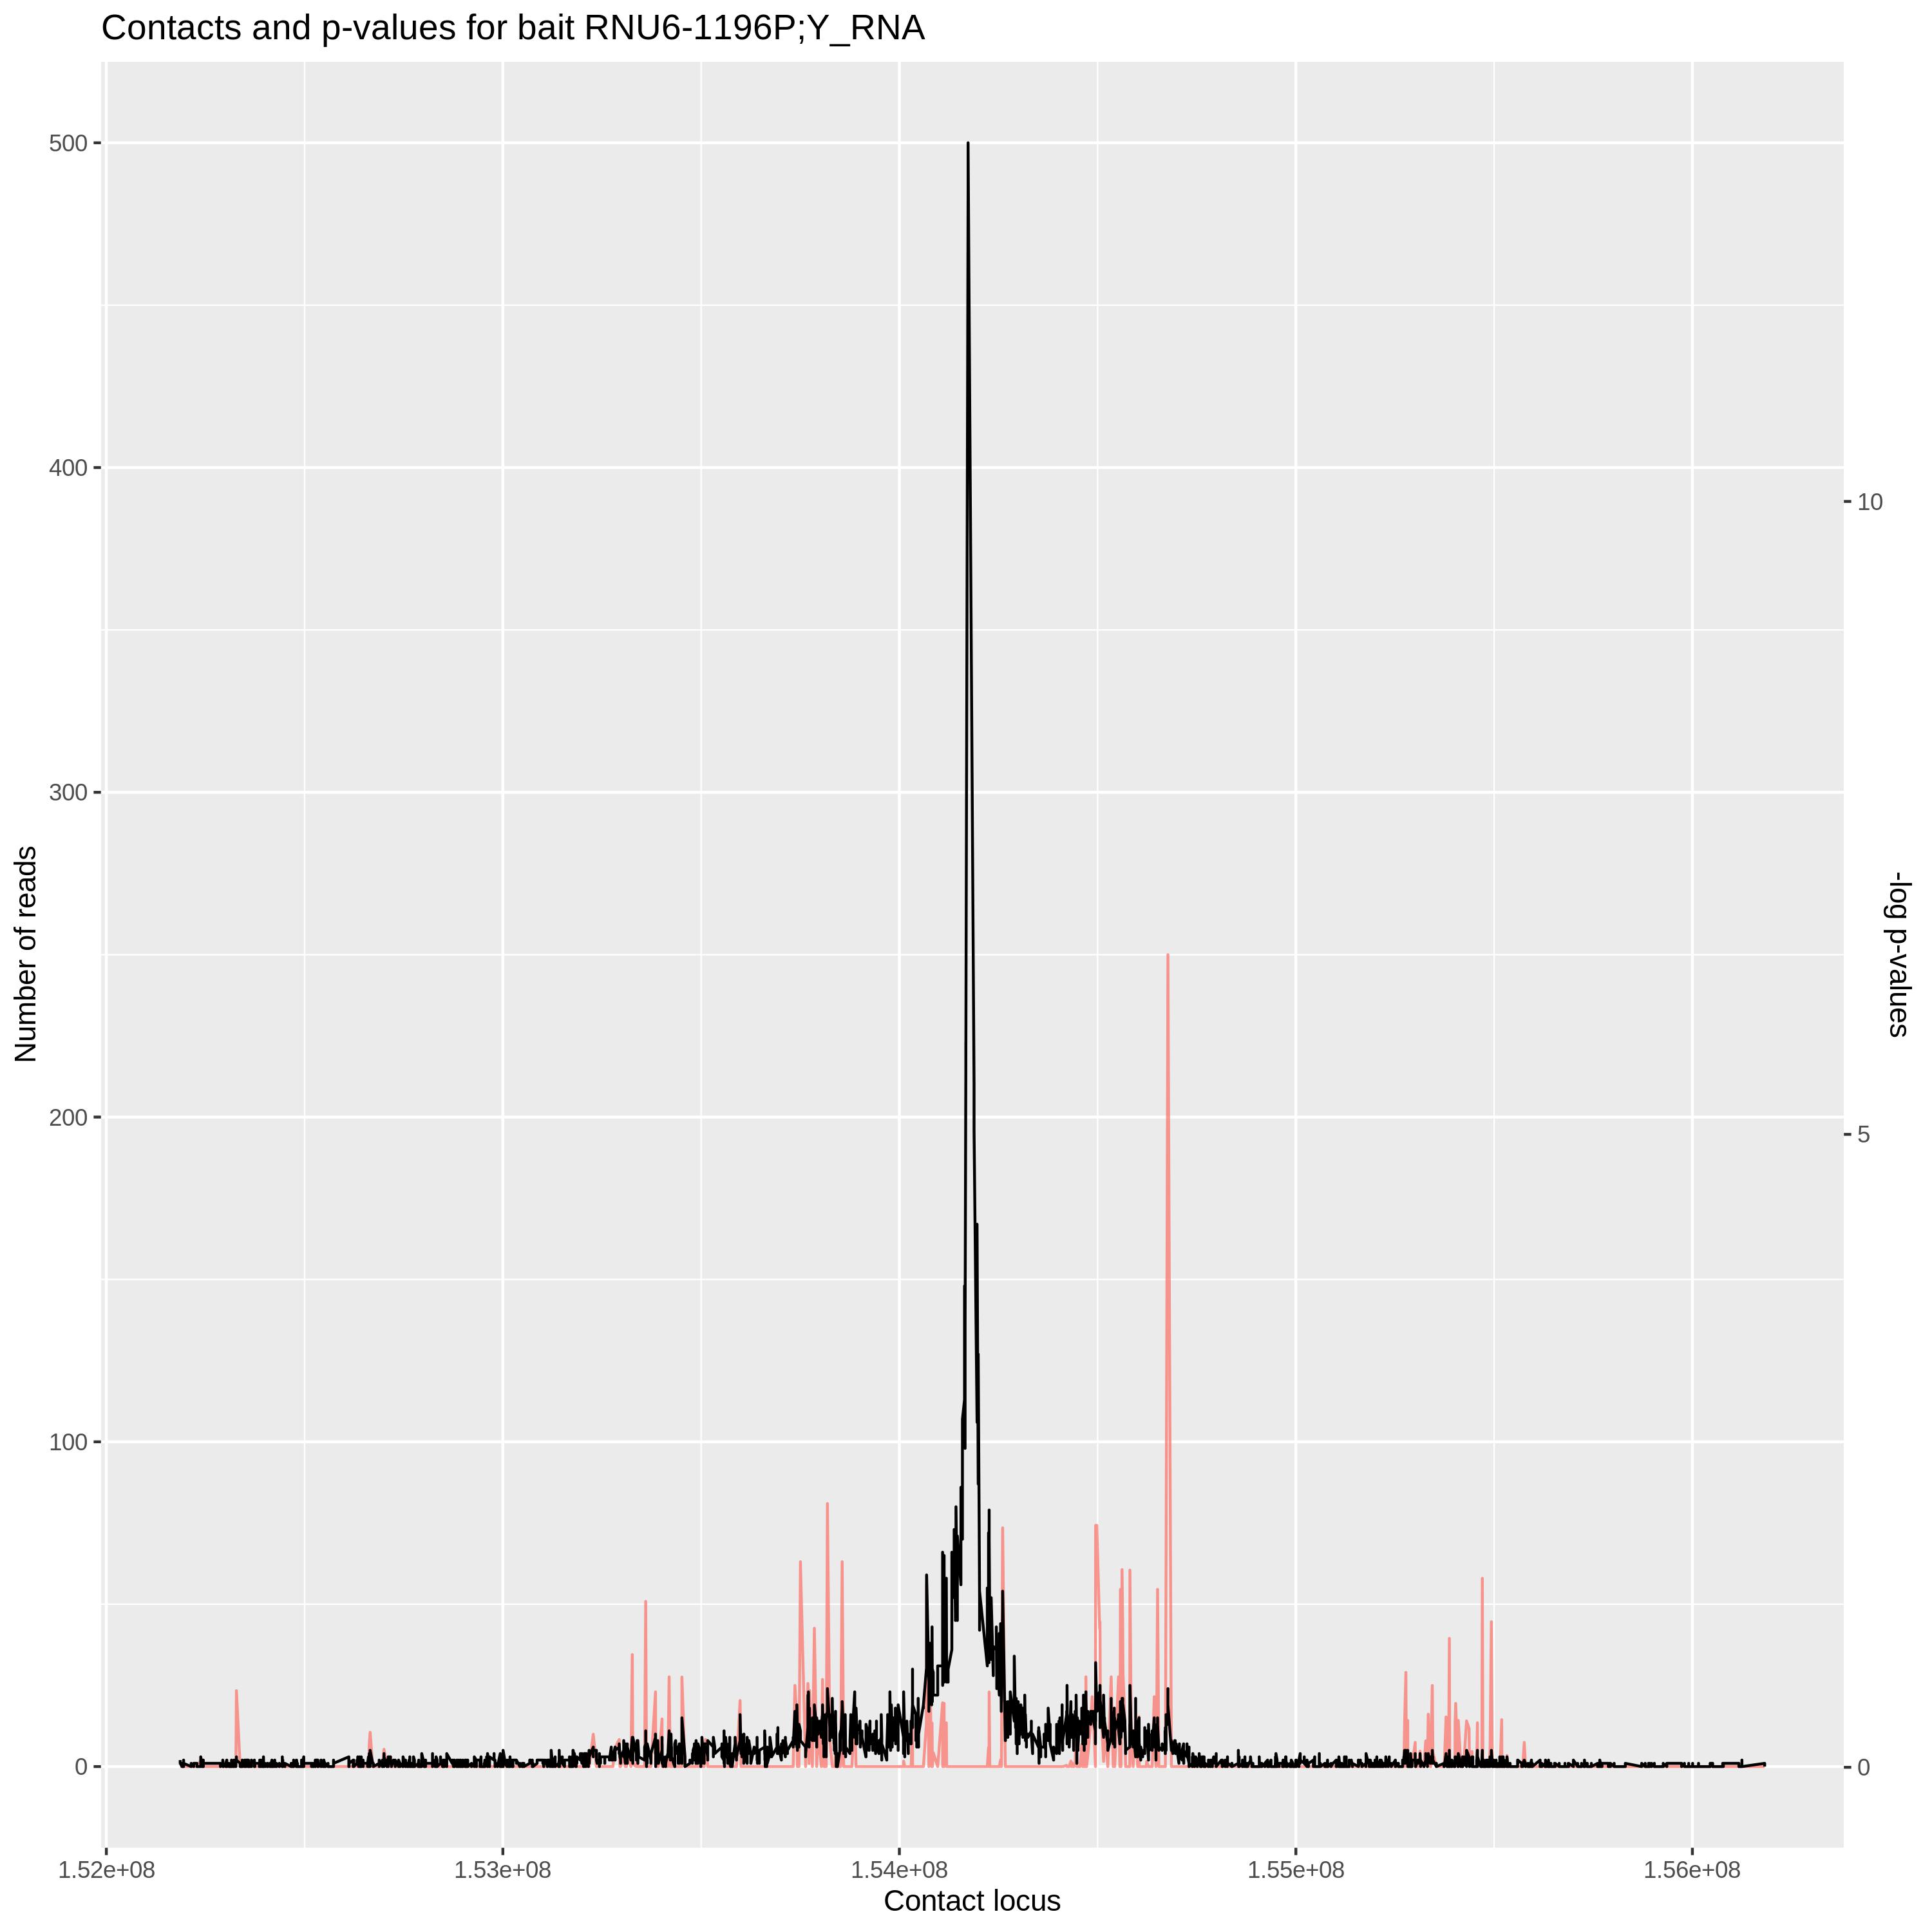 Contacts and p-values for bait RNU6-1196P;Y_RNA
500
400
300
200
100
0
10
5
0
Number of reads
-log p-values
1.52e+08
1.53e+08
1.54e+08
1.55e+08
1.56e+08
Contact locus